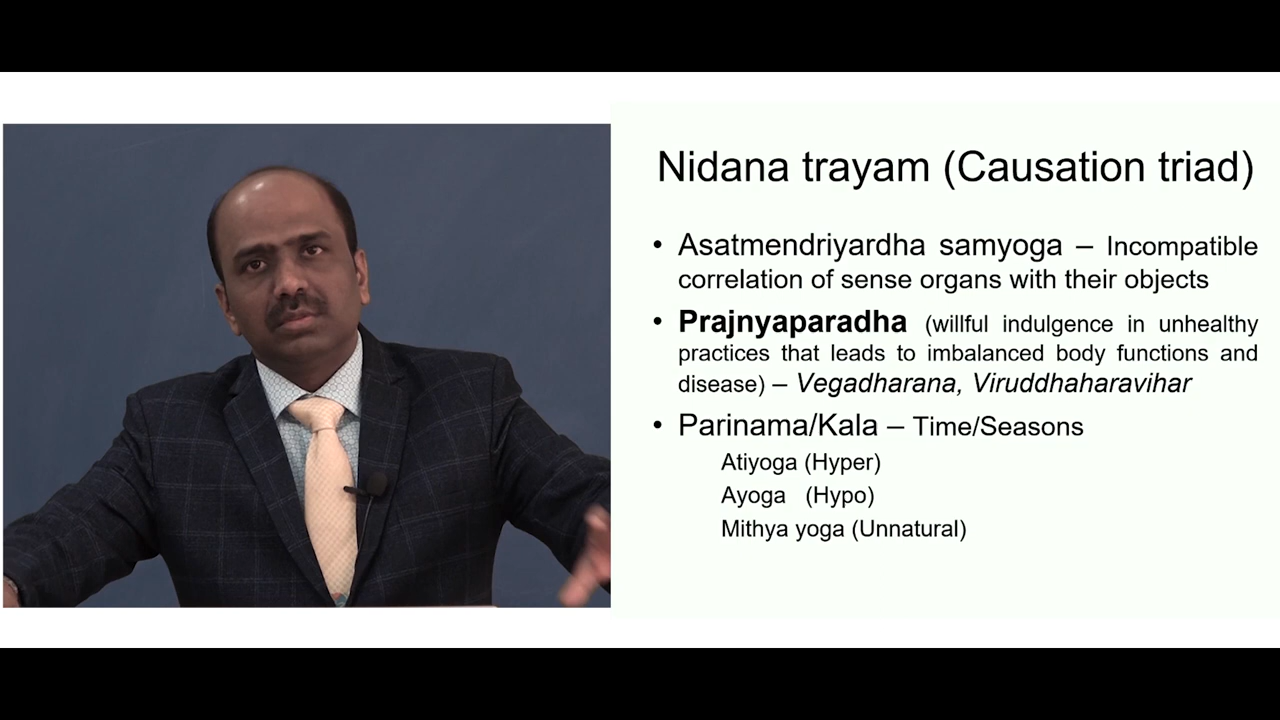 Nidana trayam (Causation triad)
• Asatmendriyardha samyoga – Incompatible
correlation of sense organs with their objects
• Prajnyaparadha (willful indulgence in unhealthy
practices that leads to imbalanced body functions and
disease) – Vegadharana, Viruddhaharavihar
• Parinama/Kala – Time/Seasons
Atiyoga (Hyper)
Ayoga (Hypo)
Mithya yoga (Unnatural)